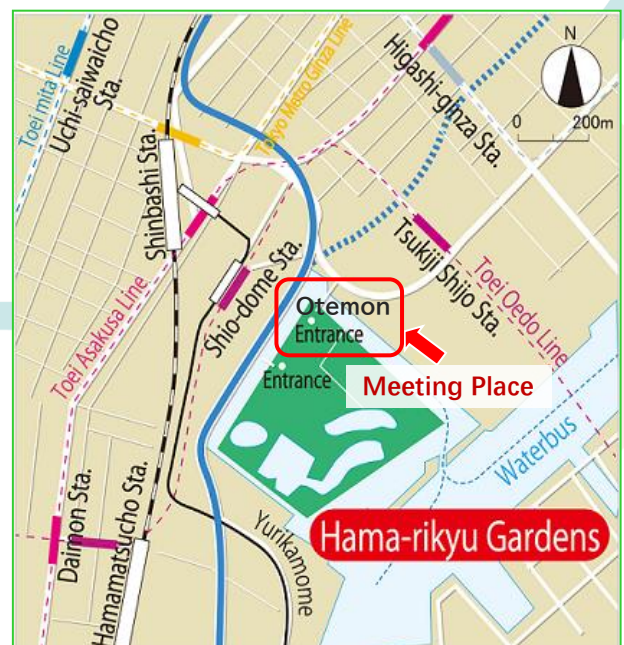 Toei mita Line
Uchi-saiwaicho
Sta.
Shinbashi Sta.
Tokyo Metro Ginza Line
Higashi-ginza Sta.
N
0 200m
Toei Asakusa Line
Shio-dome Sta.
Tsukiji Shijo Sta.
Toei Oedo Line
Otemon
Entrance
Entrance
Meeting Place
Waterbus
Daimon Sta.
Hamamatsucho Sta.
Yurikamome
Hama-rikyu Gardens